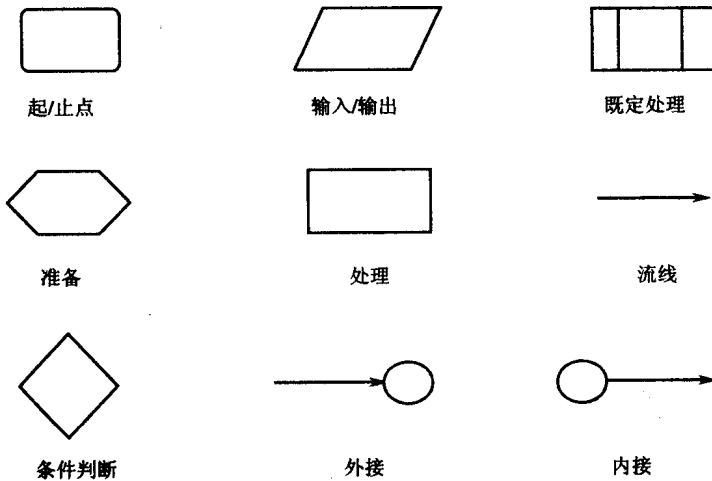 起/止点
输入/输出
既定处理
准备
处理
流线
条件判断
外接
内接